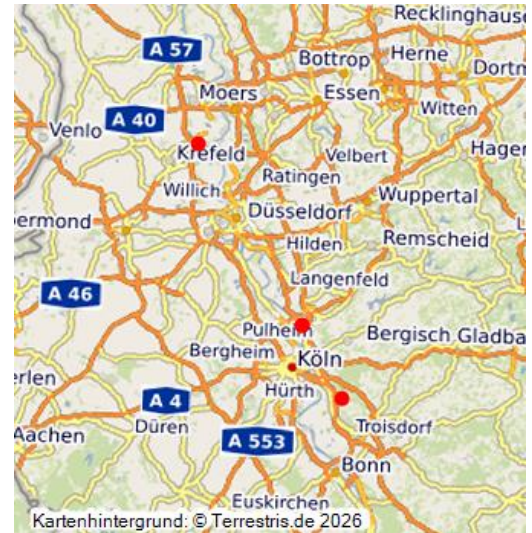 Recklinghause
A 57
Bottrop
Herne
Dortm
Moers
Essen
A 40
Witten
Venlo
Krefeld
Velbert
Hagen
Ratingen
Willich
Wuppertal
ermond
Düsseldorf
Hilden
Remscheid
Langenfeld
A 46
Pulheim
Bergisch Gladba
Bergheim
Köln
erlen
Hürth
A 4
Troisdorf
Aachen
Düren
A 553
Bonn
Euskirchen
Kartenhintergrund: © Terrestris.de 2026